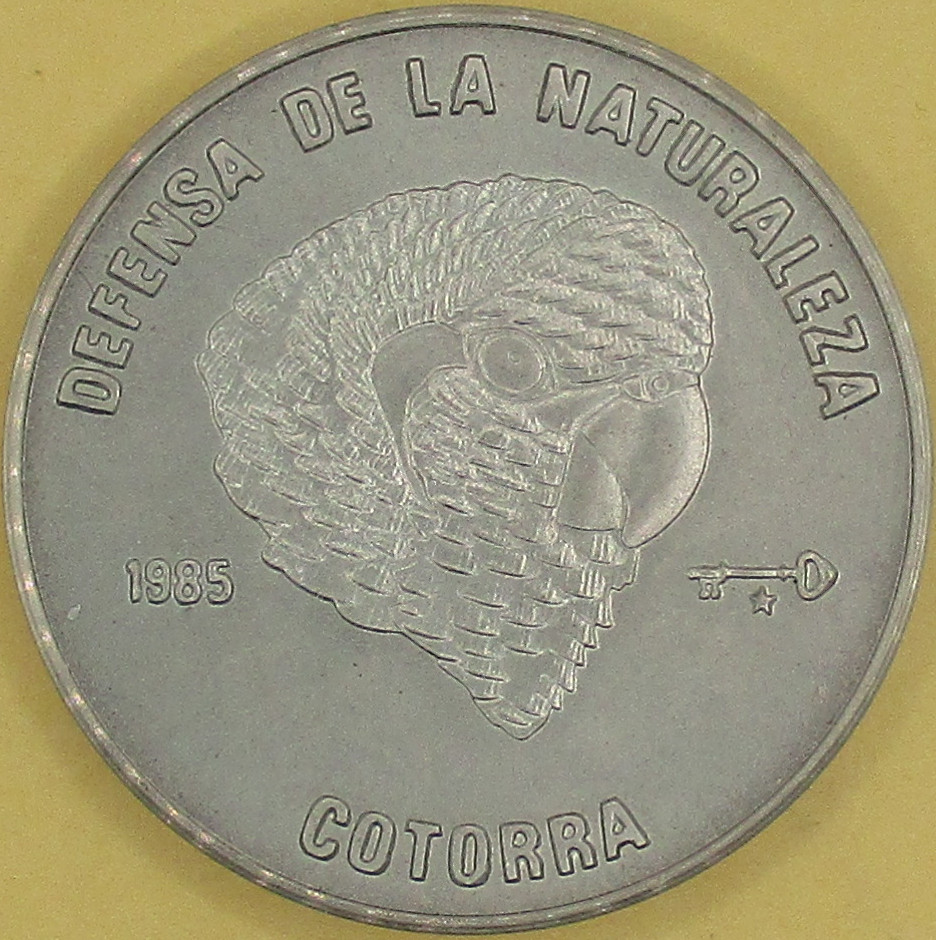 DEFENSA DE LA NATURALEZA
1985
COTORRA